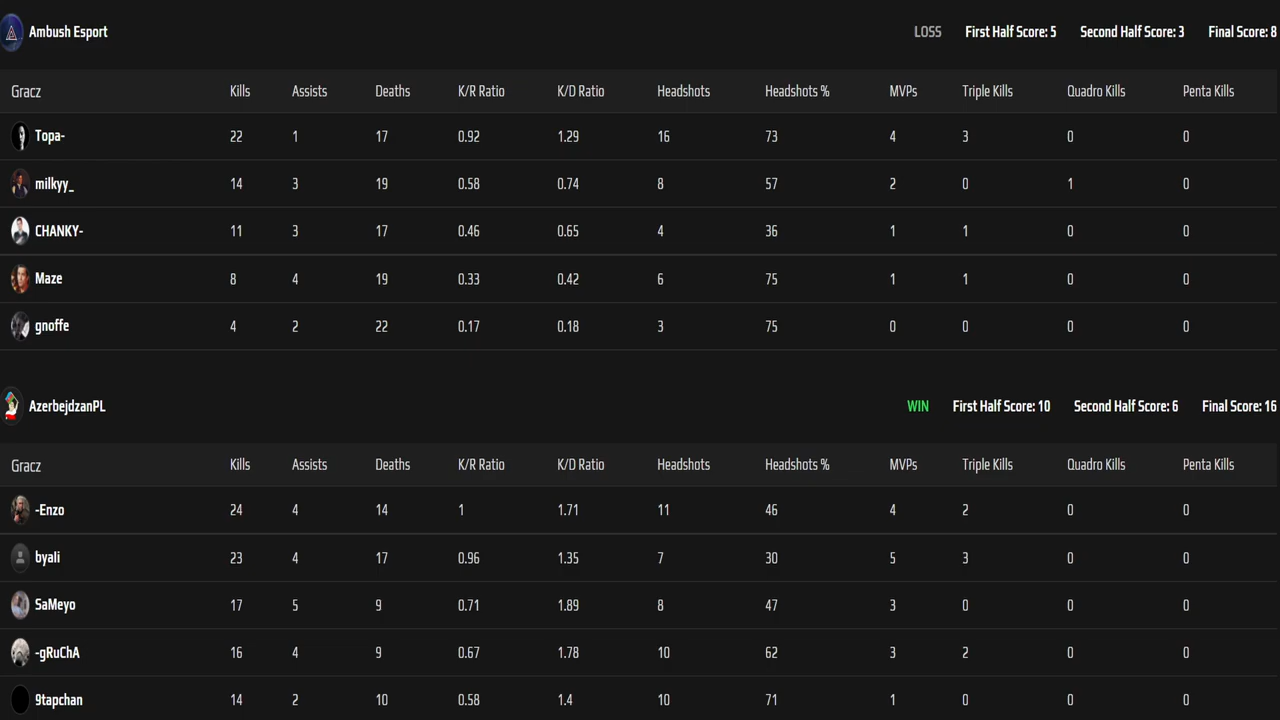 Ambush Esport LOSS First Half Score: 5 Second Half Score: 3 Final Score: 8
Gracz Kills Assists Deaths K/R Ratio K/D Ratio Headshots Headshots % MVPs Triple Kills Quadro Kills Penta Kills
Topa- 22 1 17 0.92 1.29 16 73 4 3 0 0
milkyy_ 14 3 19 0.58 0.74 8 57 2 0 1 0
CHANKY- 11 3 17 0.46 0.65 4 36 1 1 0 0
Maze 8 4 19 0.33 0.42 6 75 1 1 0 0
gnoffe 4 2 22 0.17 0.18 3 75 0 0 0 0
AzerbejdzanPL WIN First Half Score: 10 Second Half Score: 6 Final Score: 16
Gracz Kills Assists Deaths K/R Ratio K/D Ratio Headshots Headshots % MVPs Triple Kills Quadro Kills Penta Kills
-Enzo 24 4 14 1 1.71 11 46 4 2 0 0
byali 23 4 17 0.96 1.35 7 30 5 3 0 0
SaMeyo 17 5 9 0.71 1.89 8 47 3 0 0 0
-gRuChA 16 4 9 0.67 1.78 10 62 3 2 0 0
9tapchan 14 2 10 0.58 1.4 10 71 1 0 0 0